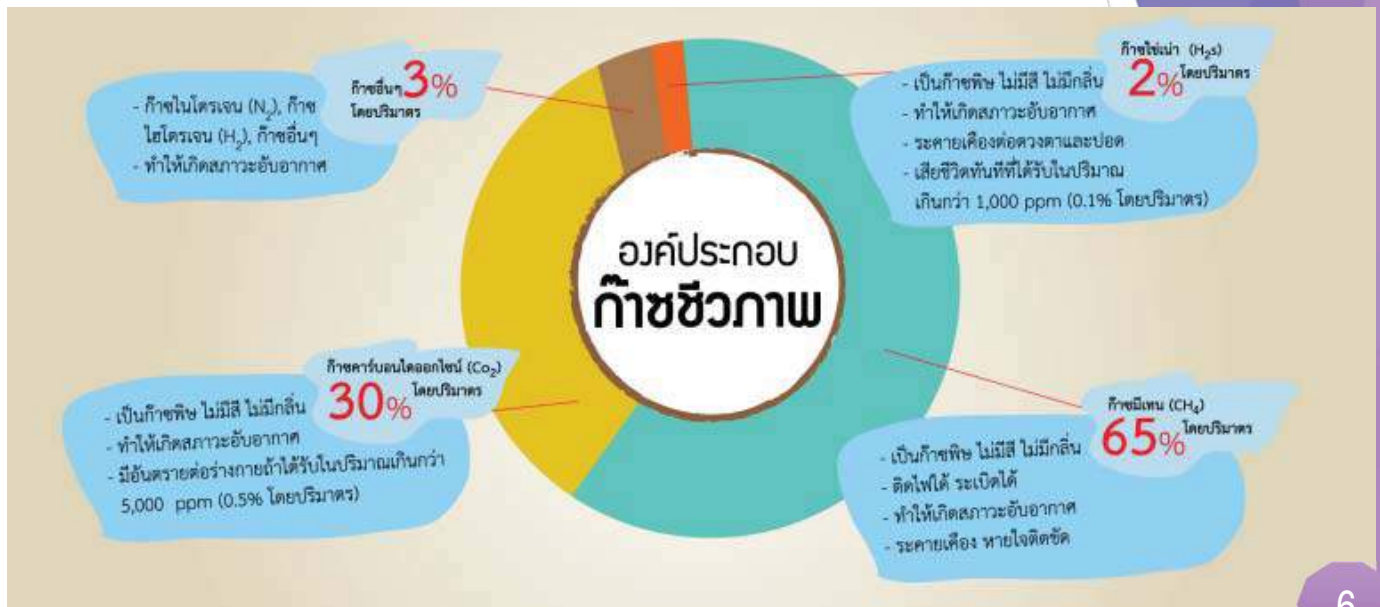 ก๊าซอื่นๆ 3%
โดยปริมาตร
- ก๊าซไนโตรเจน (N₂), ก๊าซ
ไฮโดรเจน (H₂), ก๊าซอื่นๆ
- ทำให้เกิดสภาวะอับอากาศ
ก๊าซไข่เน่า (H₂s)
2% โดยปริมาตร
- เป็นก๊าซพิษ ไม่มีสี ไม่มีกลิ่น
- ทำให้เกิดสภาวะอับอากาศ
- ระคายเคืองต่อดวงตาและปอด
- เสียชีวิตทันทีที่ได้รับในปริมาณ
เกินกว่า 1,000 ppm (0.1% โดยปริมาตร)
องค์ประกอบ
ก๊าซชีวภาพ
ก๊าซคาร์บอนไดออกไซน์ (Co₂)
30% โดยปริมาตร
- เป็นก๊าซพิษ ไม่มีสี ไม่มีกลิ่น
- ทำให้เกิดสภาวะอับอากาศ
- มีอันตรายต่อร่างกายถ้าได้รับในปริมาณเกินกว่า
5,000 ppm (0.5% โดยปริมาตร)
ก๊าซมีเทน (CH₄)
65% โดยปริมาตร
- เป็นก๊าซพิษ ไม่มีสี ไม่มีกลิ่น
- ติดไฟได้ ระเบิดได้
- ทำให้เกิดสภาวะอับอากาศ
- ระคายเคือง หายใจติดขัด
6